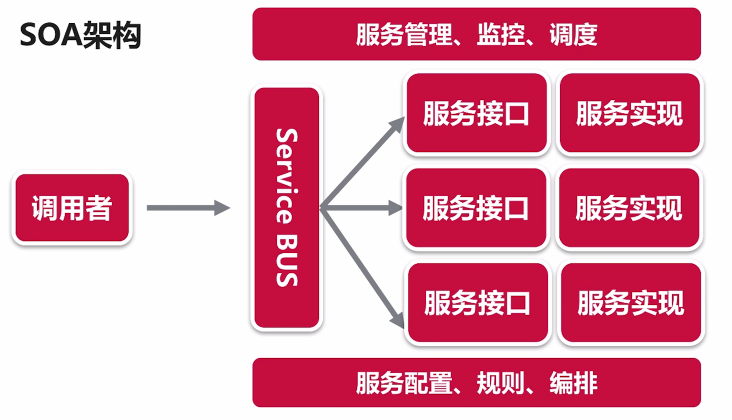 SOA架构
服务管理、监控、调度
调用者
Service BUS
服务接口
服务实现
服务接口
服务实现
服务接口
服务实现
服务配置、规则、编排